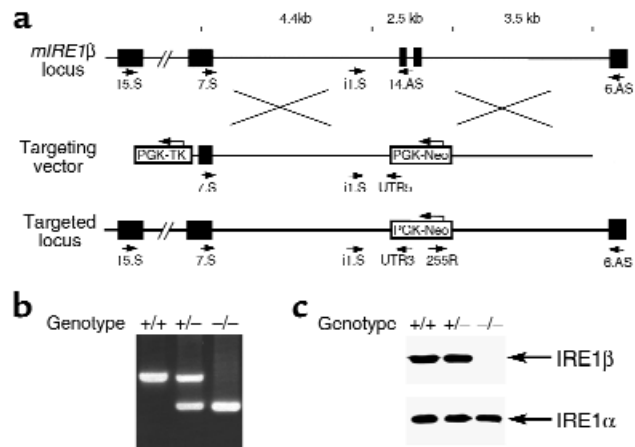 a
4.4kb 2.5 kb 3.5 kb
mIRE1β locus
15.S 7.S i1.S 14.AS 6.AS
Targeting vector
PGK-TK PGK-Neo
7.S i1.S UTR5
Targeted locus
PGK-Neo
15.S 7.S i1.S UTR3 255R 6.AS
b
Genotype +/+ +/− −/−
c
Genotype +/+ +/− −/−
IRE1β
IRE1α